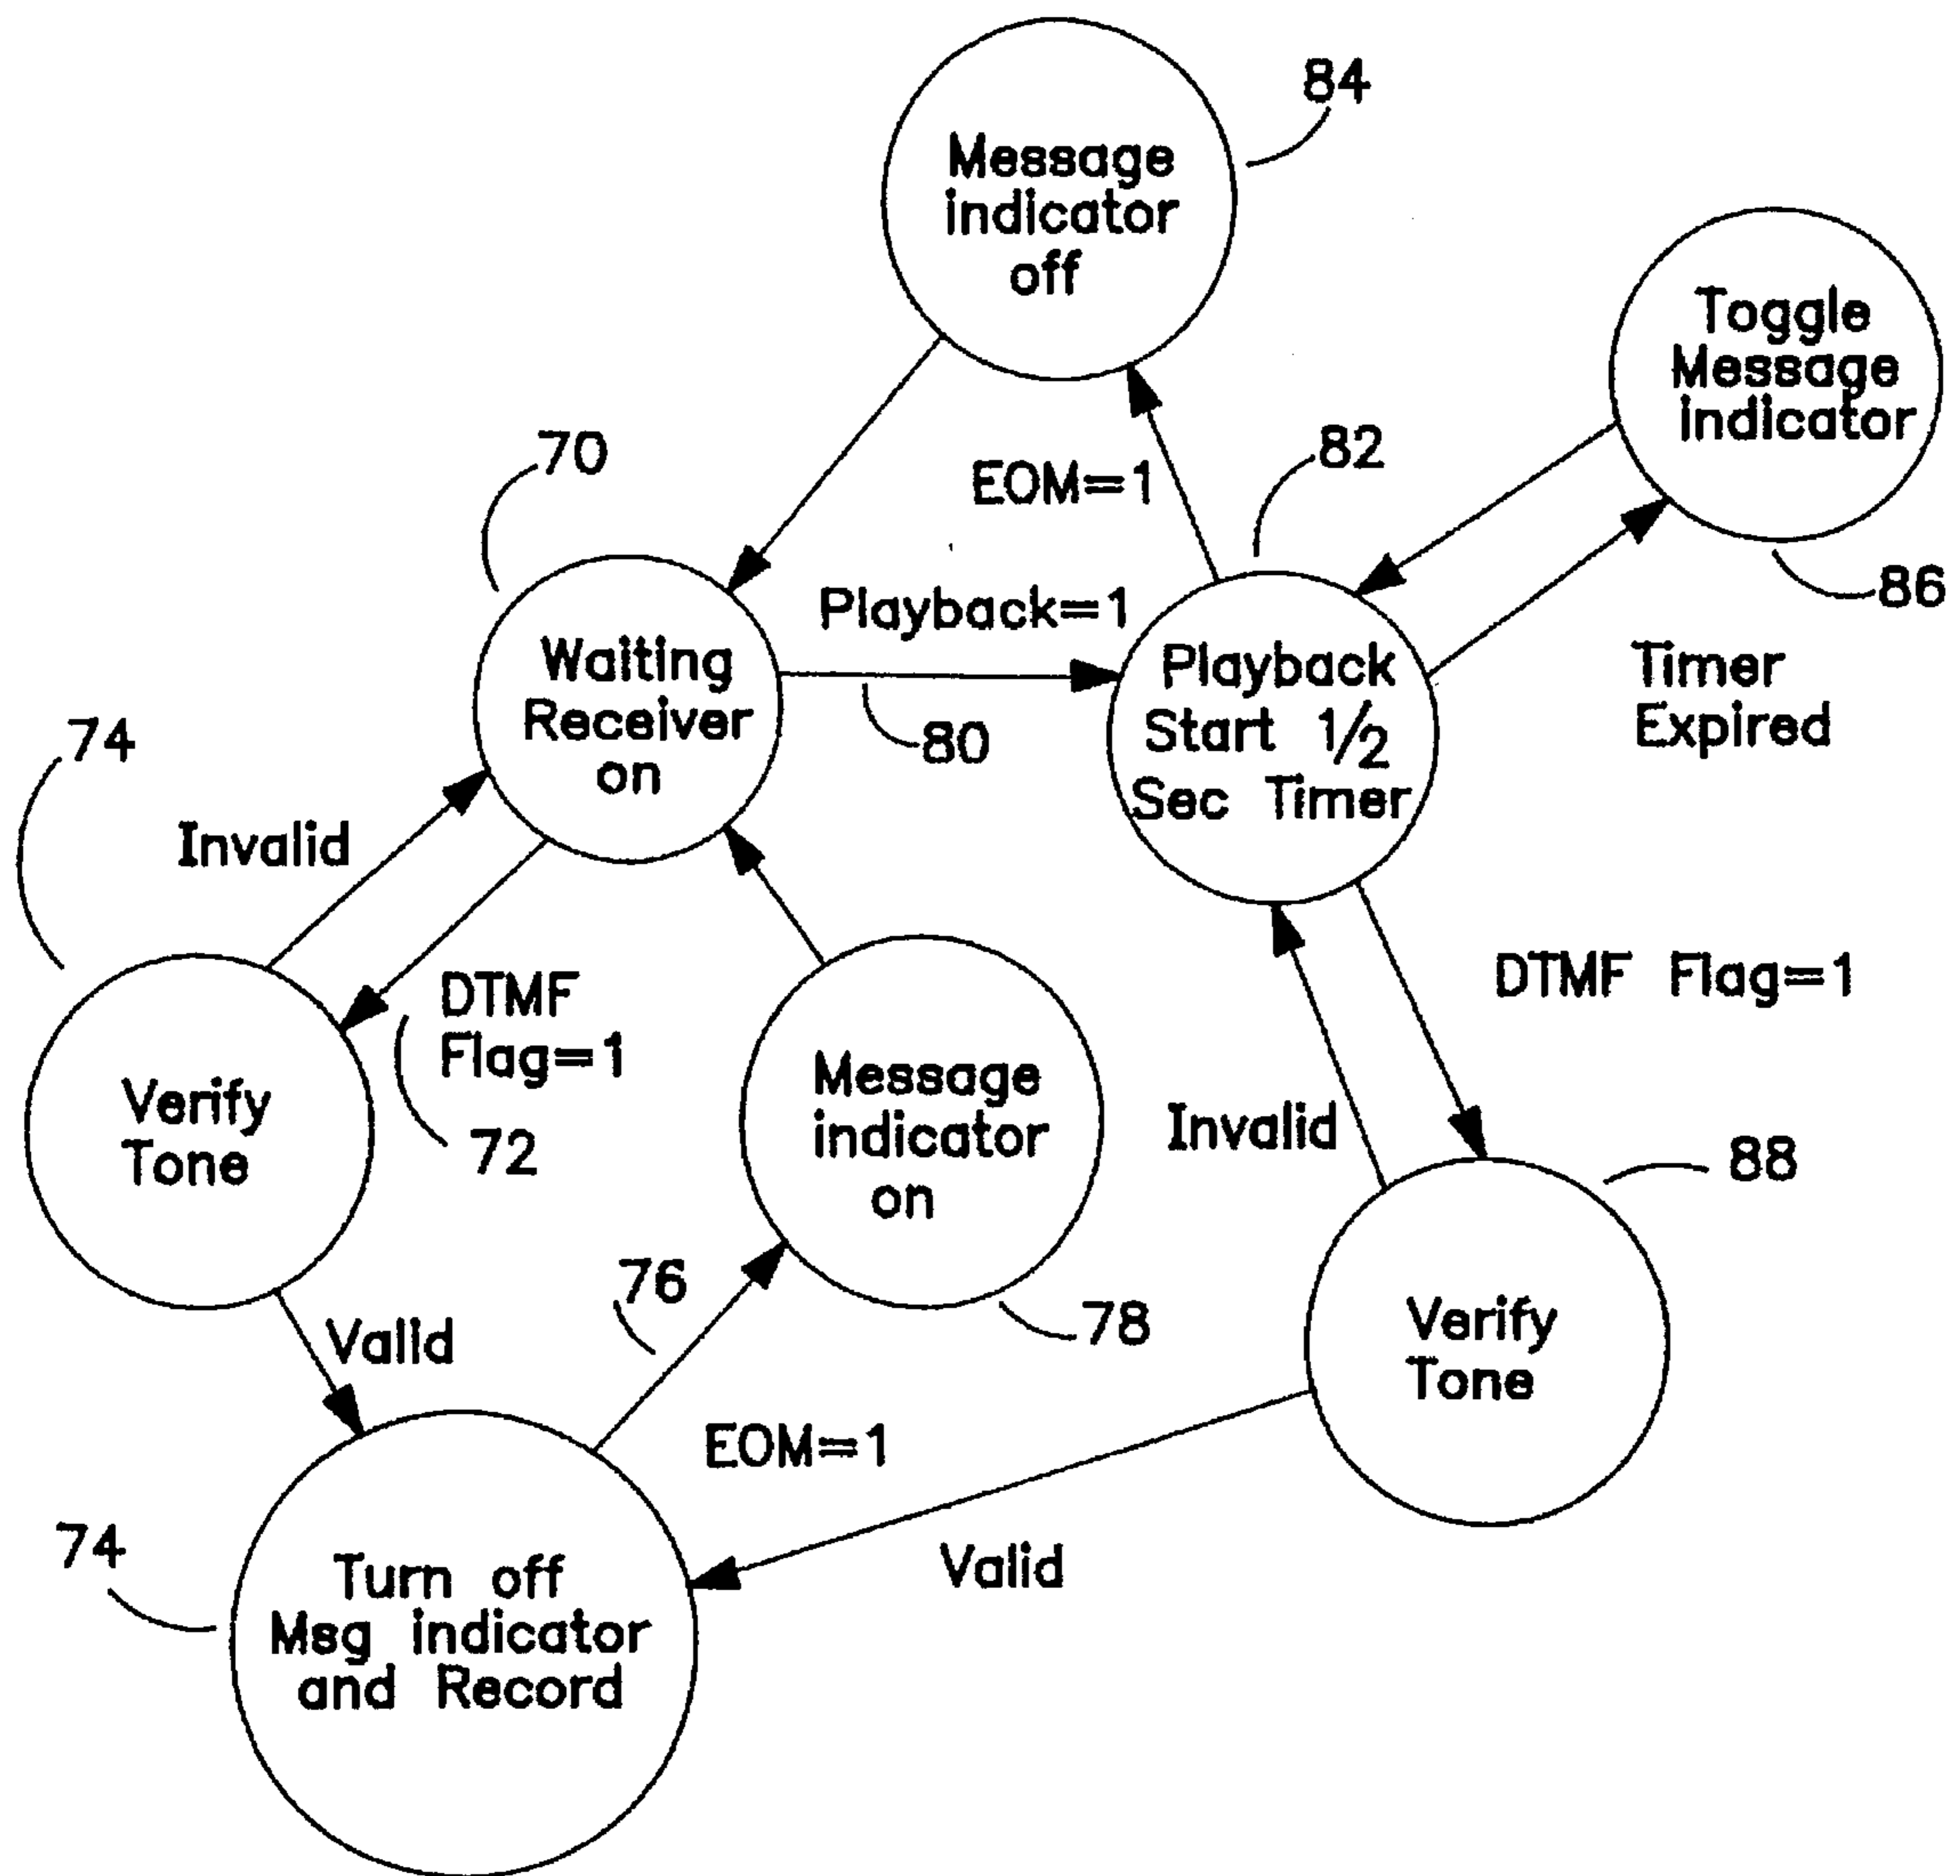 84
Message
indicator
off
Toggle
Message
indicator
86
70
EOM=1
82
Playback=1
80
Waiting
Receiver
on
Playback
Start 1/2
Sec Timer
Timer
Expired
74
Invalid
DTMF
Flag=1
72
Verify
Tone
Message
indicator
on
78
Invalid
DTMF Flag=1
88
Verify
Tone
Valid
76
EOM=1
Valid
74
Turn off
Msg indicator
and Record